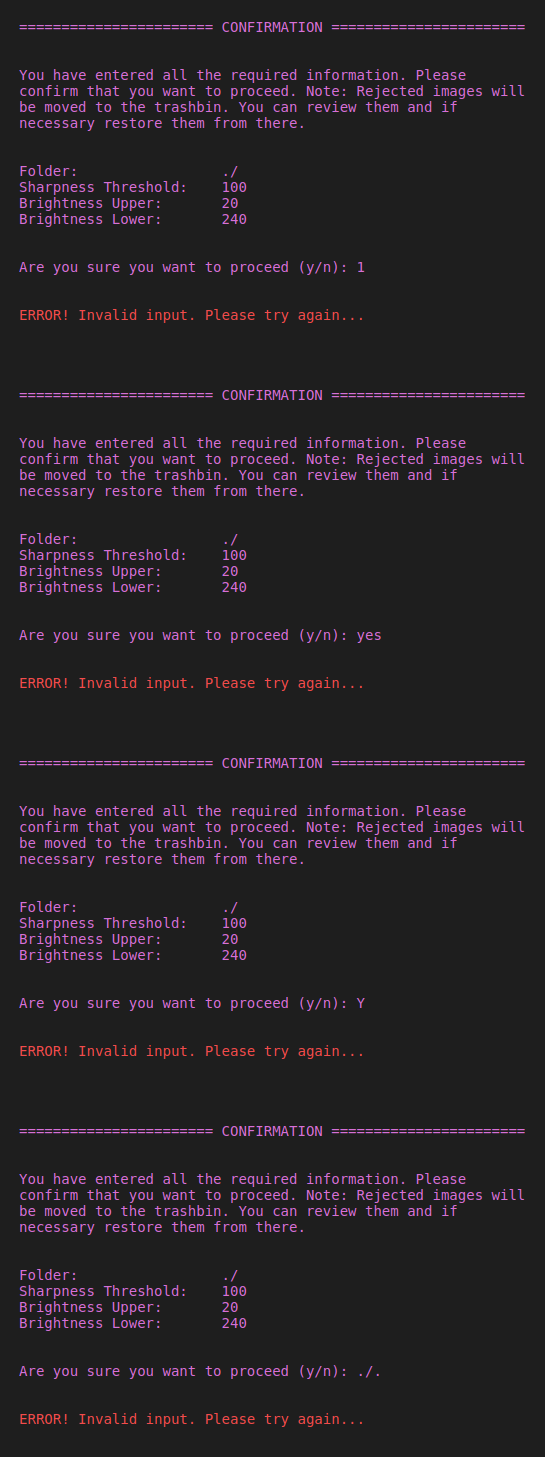 ======================= CONFIRMATION =======================
You have entered all the required information. Please
confirm that you want to proceed. Note: Rejected images will
be moved to the trashbin. You can review them and if
necessary restore them from there.
Folder: ./
Sharpness Threshold: 100
Brightness Upper: 20
Brightness Lower: 240
Are you sure you want to proceed (y/n): 1
ERROR! Invalid input. Please try again...
======================= CONFIRMATION =======================
You have entered all the required information. Please
confirm that you want to proceed. Note: Rejected images will
be moved to the trashbin. You can review them and if
necessary restore them from there.
Folder: ./
Sharpness Threshold: 100
Brightness Upper: 20
Brightness Lower: 240
Are you sure you want to proceed (y/n): yes
ERROR! Invalid input. Please try again...
======================= CONFIRMATION =======================
You have entered all the required information. Please
confirm that you want to proceed. Note: Rejected images will
be moved to the trashbin. You can review them and if
necessary restore them from there.
Folder: ./
Sharpness Threshold: 100
Brightness Upper: 20
Brightness Lower: 240
Are you sure you want to proceed (y/n): Y
ERROR! Invalid input. Please try again...
======================= CONFIRMATION =======================
You have entered all the required information. Please
confirm that you want to proceed. Note: Rejected images will
be moved to the trashbin. You can review them and if
necessary restore them from there.
Folder: ./
Sharpness Threshold: 100
Brightness Upper: 20
Brightness Lower: 240
Are you sure you want to proceed (y/n): ./.
ERROR! Invalid input. Please try again...